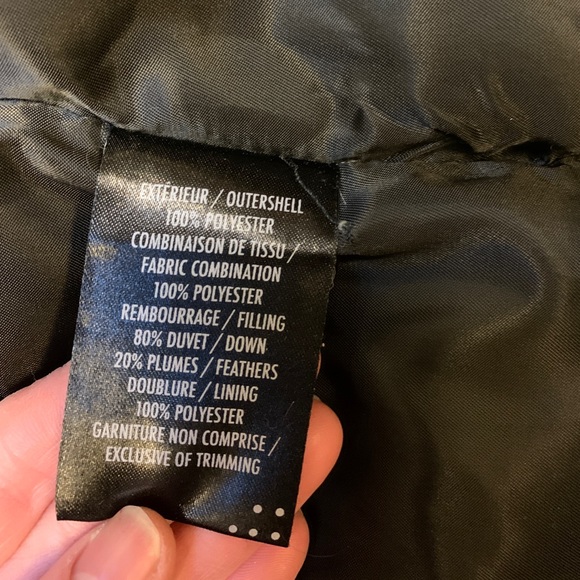 EXTÉRIEUR / OUTERSHELL
100% POLYESTER
COMBINAISON DE TISSU /
FABRIC COMBINATION
100% POLYESTER
REMBOURRAGE / FILLING
80% DUVET / DOWN
20% PLUMES / FEATHERS
DOUBLURE / LINING
100% POLYESTER
GARNITURE NON COMPRISE /
EXCLUSIVE OF TRIMMING